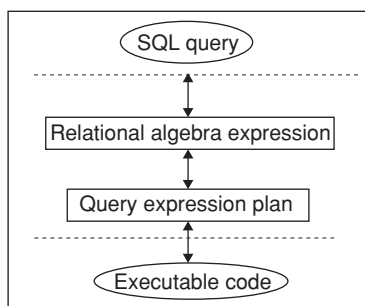 SQL query
Relational algebra expression
Query expression plan
Executable code